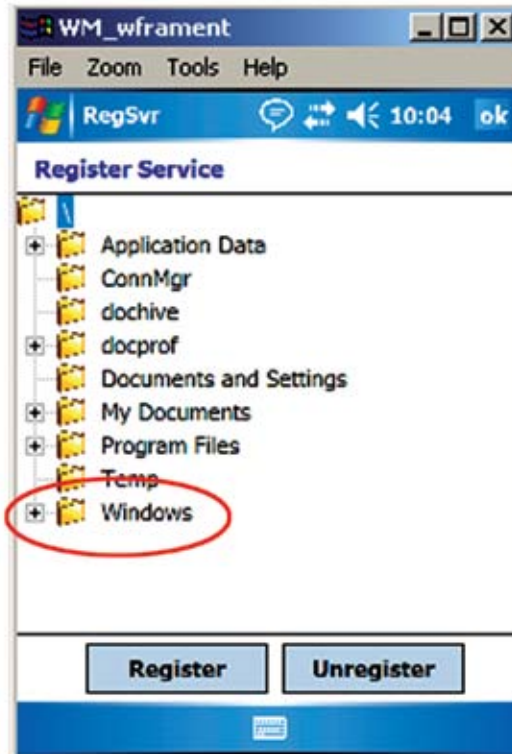 WM_wframent
File Zoom Tools Help
RegSvr 10:04 ok
Register Service
\
Application Data
ConnMgr
dochive
docprof
Documents and Settings
My Documents
Program Files
Temp
Windows
Register Unregister